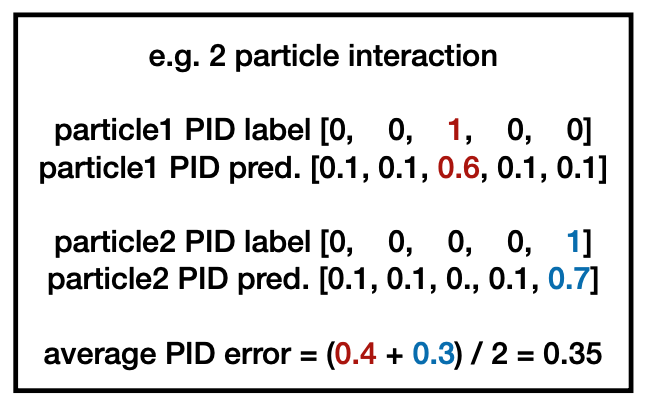 e.g. 2 particle interaction
particle1 PID label [0, 0, 1, 0, 0]
particle1 PID pred. [0.1, 0.1, 0.6, 0.1, 0.1]
particle2 PID label [0, 0, 0, 0, 1]
particle2 PID pred. [0.1, 0.1, 0., 0.1, 0.7]
average PID error = (0.4 + 0.3) / 2 = 0.35